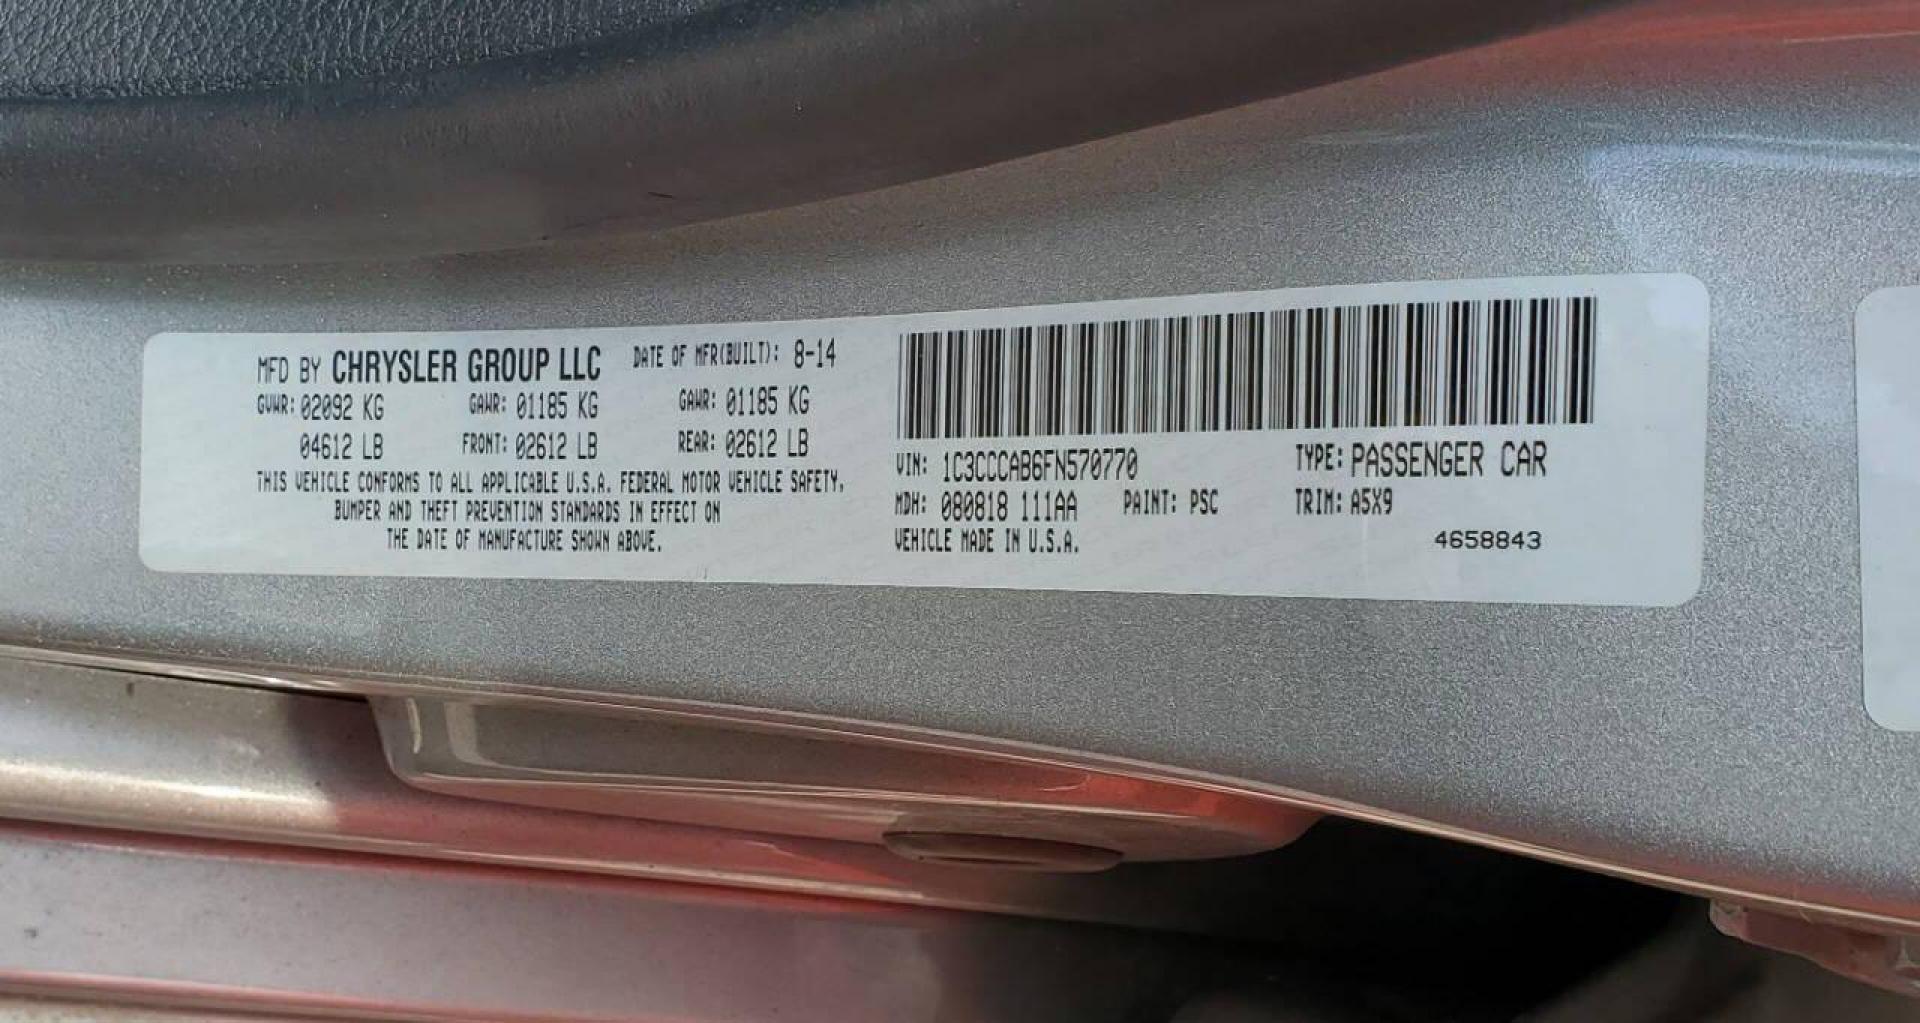 MFD BY CHRYSLER GROUP LLC DATE OF MFR(BUILT): 8-14
GVWR: 02092 KG GAWR: 01185 KG GAWR: 01185 KG
04612 LB FRONT: 02612 LB REAR: 02612 LB
THIS VEHICLE CONFORMS TO ALL APPLICABLE U.S.A. FEDERAL MOTOR VEHICLE SAFETY,
BUMPER AND THEFT PREVENTION STANDARDS IN EFFECT ON
THE DATE OF MANUFACTURE SHOWN ABOVE.
VIN: 1C3CCCAB6FN570770 TYPE: PASSENGER CAR
MDH: 080818 111AA PAINT: PSC TRIM: A5X9
VEHICLE MADE IN U.S.A. 4658843